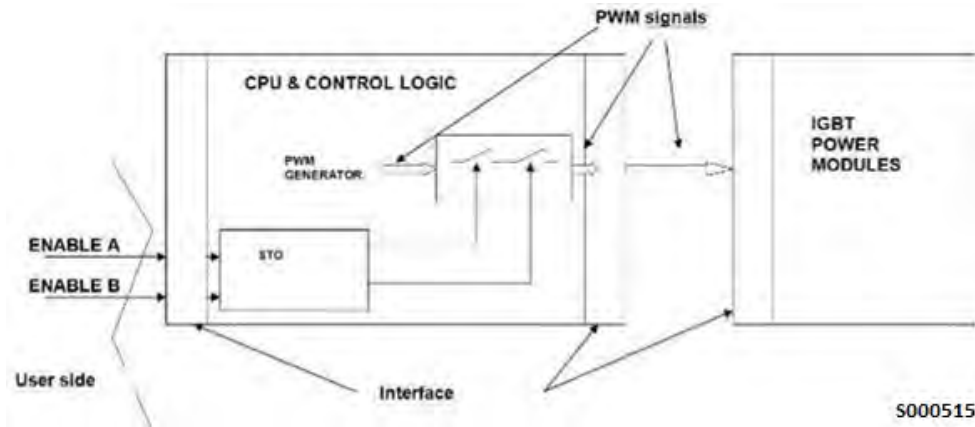 PWM signals
CPU & CONTROL LOGIC
IGBT
POWER
MODULES
PWM
GENERATOR.
ENABLE A
STO
ENABLE B
User side
Interface
S000515